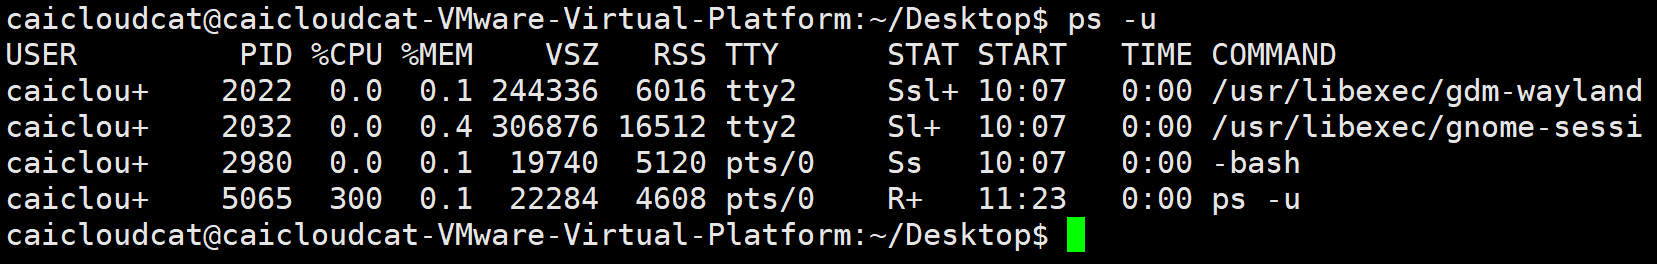 caicloudcat@caicloudcat-VMware-Virtual-Platform:~/Desktop$ ps -u
USER         PID %CPU %MEM    VSZ   RSS TTY      STAT START   TIME COMMAND
caiclou+    2022  0.0  0.1 244336  6016 tty2     Ssl+ 10:07   0:00 /usr/libexec/gdm-wayland
caiclou+    2032  0.0  0.4 306876 16512 tty2     Sl+  10:07   0:00 /usr/libexec/gnome-sessi
caiclou+    2980  0.0  0.1  19740  5120 pts/0    Ss   10:07   0:00 -bash
caiclou+    5065  300  0.1  22284  4608 pts/0    R+   11:23   0:00 ps -u
caicloudcat@caicloudcat-VMware-Virtual-Platform:~/Desktop$